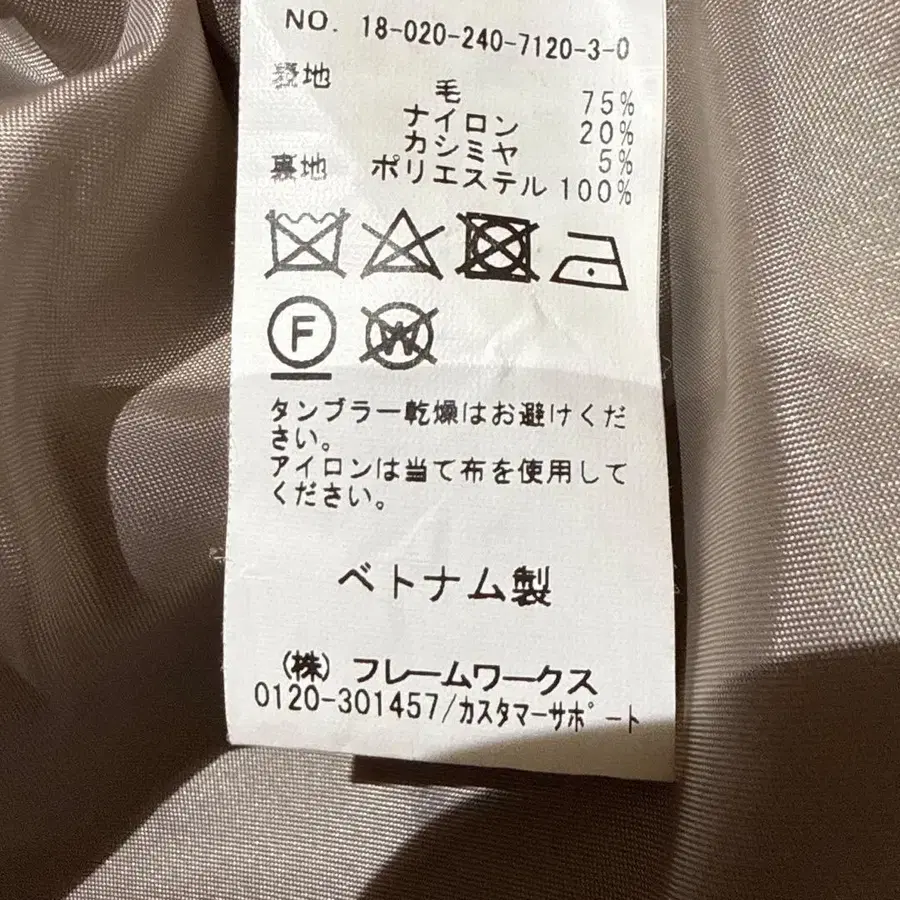 NO. 18-020-240-7120-3-0
表地
毛 75%
ナイロン 20%
カシミヤ 5%
裏地 ポリエステル 100%
F W
タンブラー乾燥はお避けくだ
さい。
アイロンは当て布を使用して
ください。
ベトナム製
(株) フレームワークス
0120-301457/カスタマーサポート